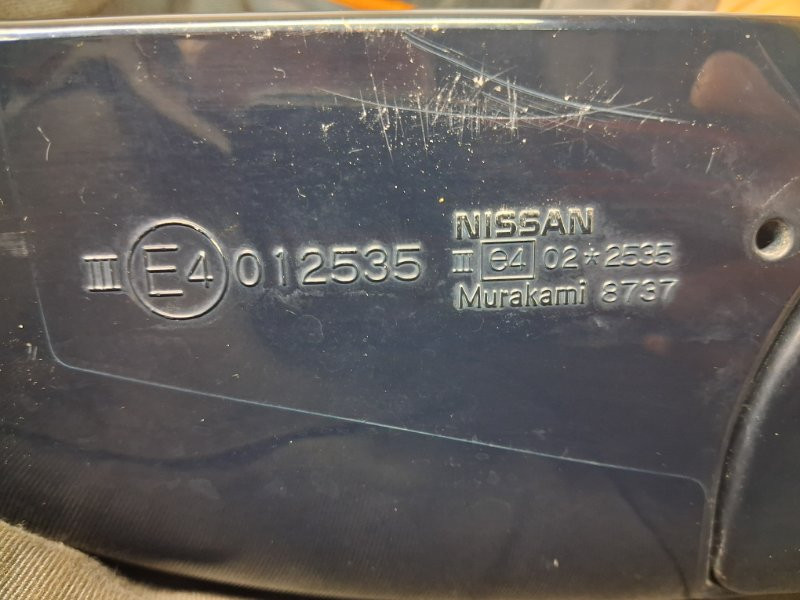 III E4 012535
NISSAN
II e4 02*2535
Murakami 8737